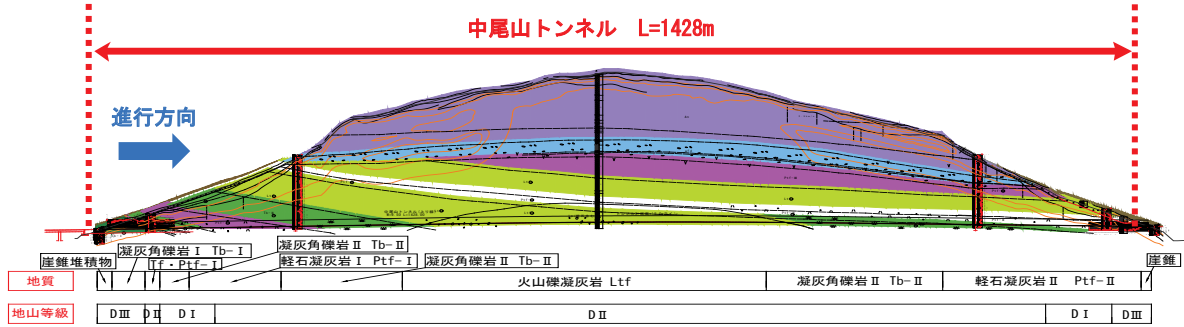 中尾山トンネル L=1428m
進行方向
崖錐堆積物
凝灰角礫岩Ⅰ Tb-Ⅰ
Tf・Ptf-Ⅰ
凝灰角礫岩Ⅱ Tb-Ⅱ
軽石凝灰岩Ⅰ Ptf-Ⅰ
凝灰角礫岩Ⅱ Tb-Ⅱ
崖錐
地質
火山礫凝灰岩 Ltf
凝灰角礫岩Ⅱ Tb-Ⅱ
軽石凝灰岩Ⅱ Ptf-Ⅱ
地山等級
DⅢ
DⅡ
DⅠ
DⅡ
DⅠ
DⅢ